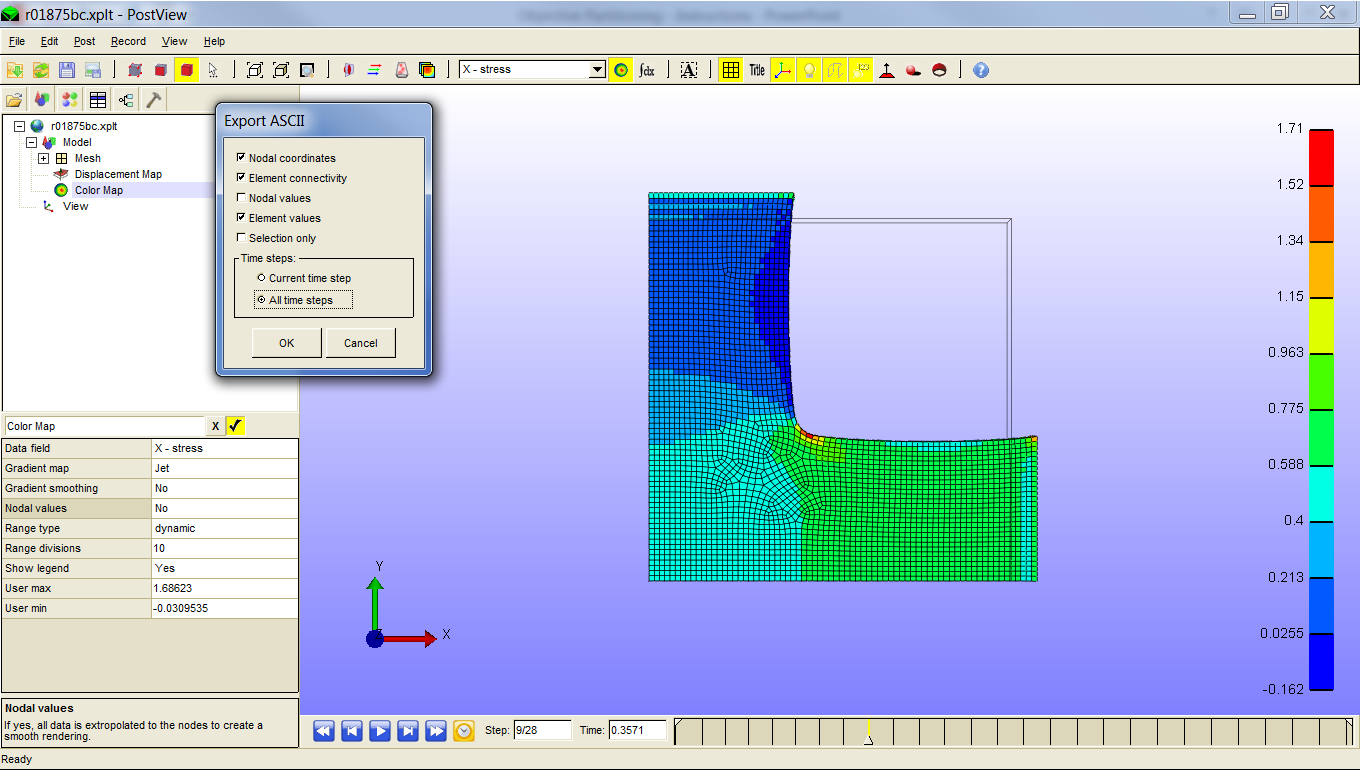 r01875bc.xplt - PostView
File Edit Post Record View Help
X - stress
Title
r01875bc.xplt
Model
Mesh
Displacement Map
Color Map
View
Export ASCII
Nodal coordinates
Element connectivity
Nodal values
Element values
Selection only
Time steps:
Current time step
All time steps
OK Cancel
Color Map X
Data field X - stress
Gradient map Jet
Gradient smoothing No
Nodal values No
Range type dynamic
Range divisions 10
Show legend Yes
User max 1.68623
User min -0.0309535
Nodal values
If yes, all data is extropolated to the nodes to create a
smooth rendering.
1.71
1.52
1.34
1.15
0.963
0.775
0.588
0.4
0.213
0.0255
-0.162
Y
X
Step: 9/28 Time: 0.3571
Ready